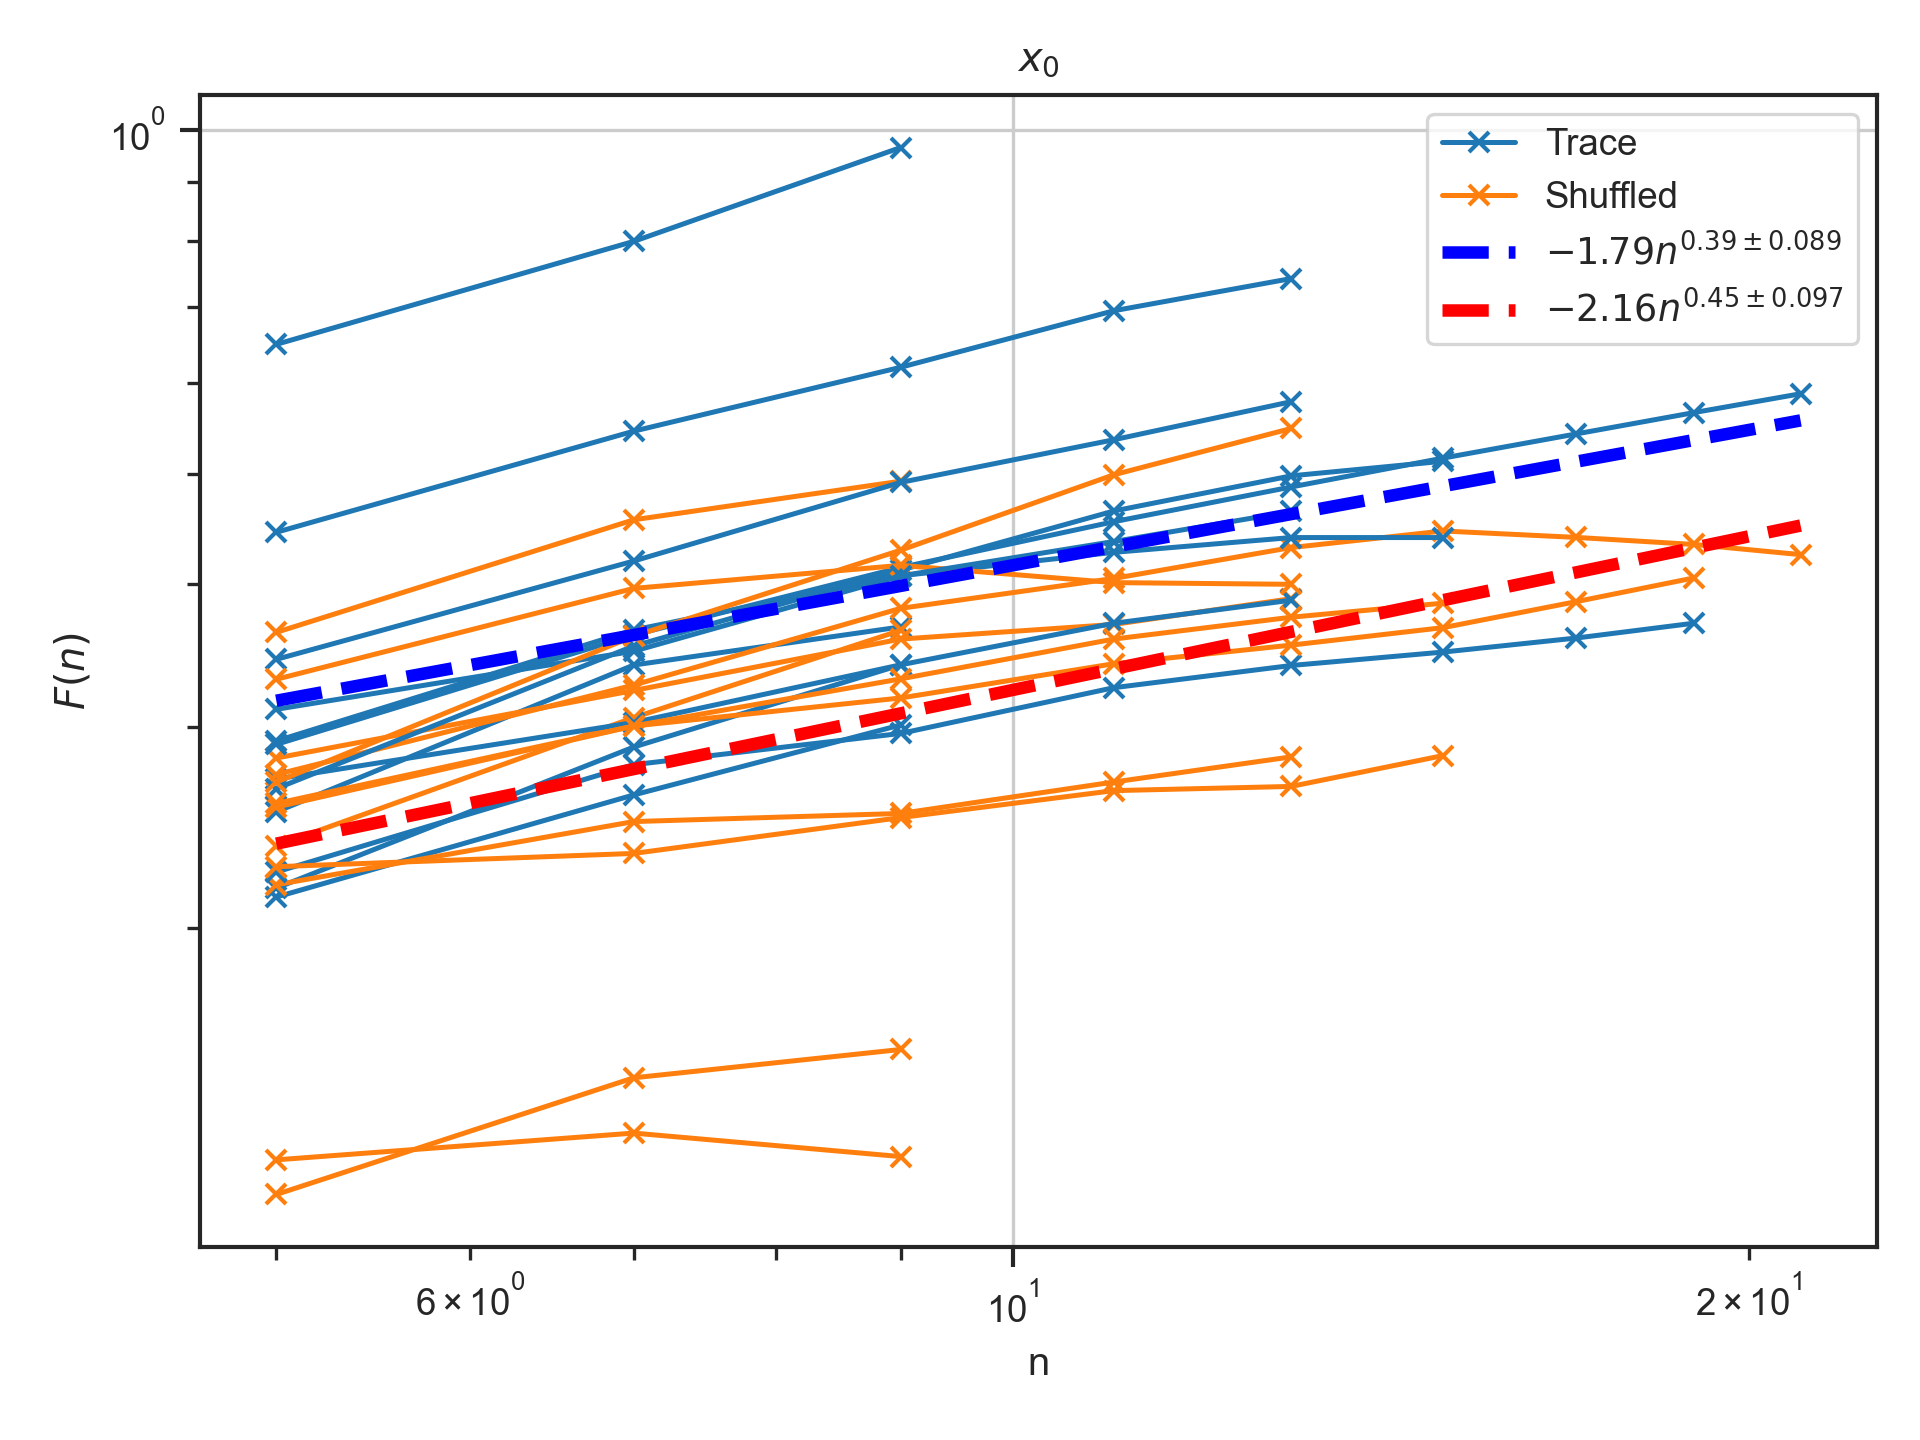 x₀
10⁰
F(n)
Trace
Shuffled
−1.79n^{0.39±0.089}
−2.16n^{0.45±0.097}
6×10⁰
10¹
2×10¹
n